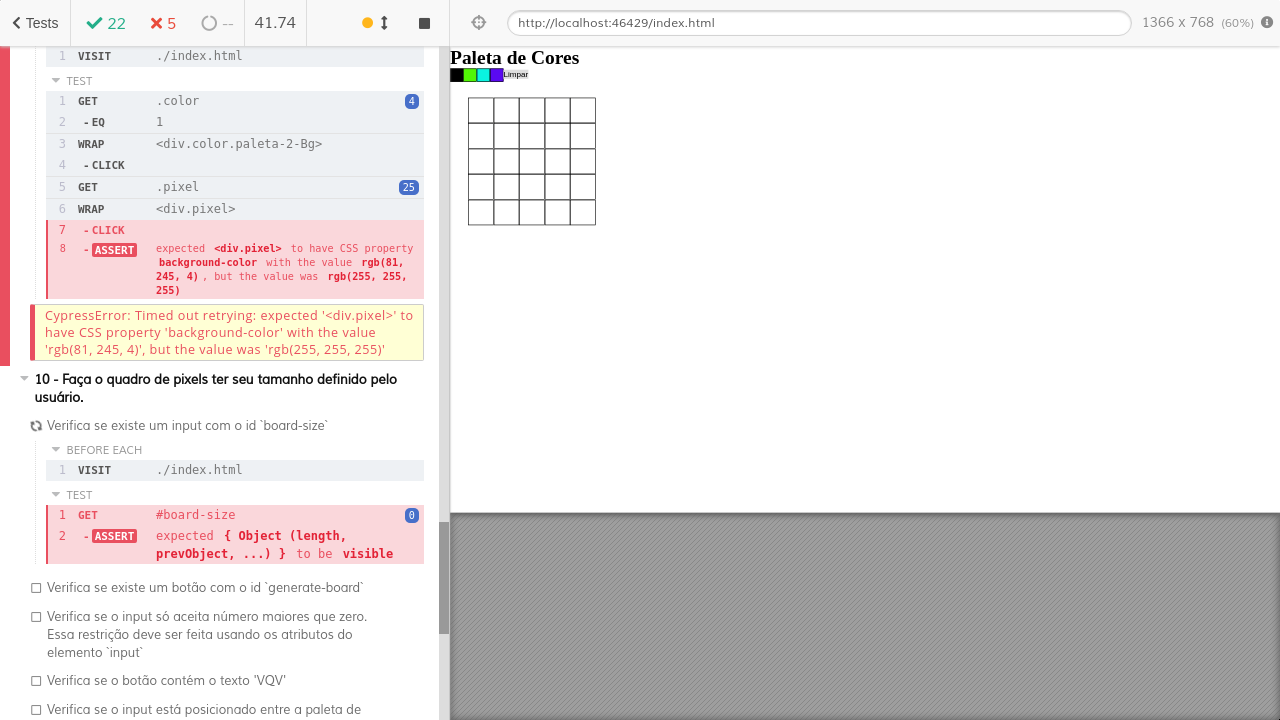 Tests 22 5 -- 41.74
http://localhost:46429/index.html 1366 x 768 (60%)
1 VISIT ./index.html
TEST
1 GET .color 4
2 - EQ 1
3 WRAP <div.color.paleta-2-Bg>
4 - CLICK
5 GET .pixel 25
6 WRAP <div.pixel>
7 - CLICK
8 - ASSERT expected <div.pixel> to have CSS property
background-color with the value rgb(81,
245, 4) , but the value was rgb(255, 255,
255)
CypressError: Timed out retrying: expected '<div.pixel>' to
have CSS property 'background-color' with the value
'rgb(81, 245, 4)', but the value was 'rgb(255, 255, 255)'
10 - Faça o quadro de pixels ter seu tamanho definido pelo
usuário.
Verifica se existe um input com o id `board-size`
BEFORE EACH
1 VISIT ./index.html
TEST
1 GET #board-size 0
2 - ASSERT expected { Object (length,
prevObject, ...) } to be visible
Verifica se existe um botão com o id `generate-board`
Verifica se o input só aceita número maiores que zero.
Essa restrição deve ser feita usando os atributos do
elemento `input`
Verifica se o botão contém o texto 'VQV'
Verifica se o input está posicionado entre a paleta de
Paleta de Cores
Limpar